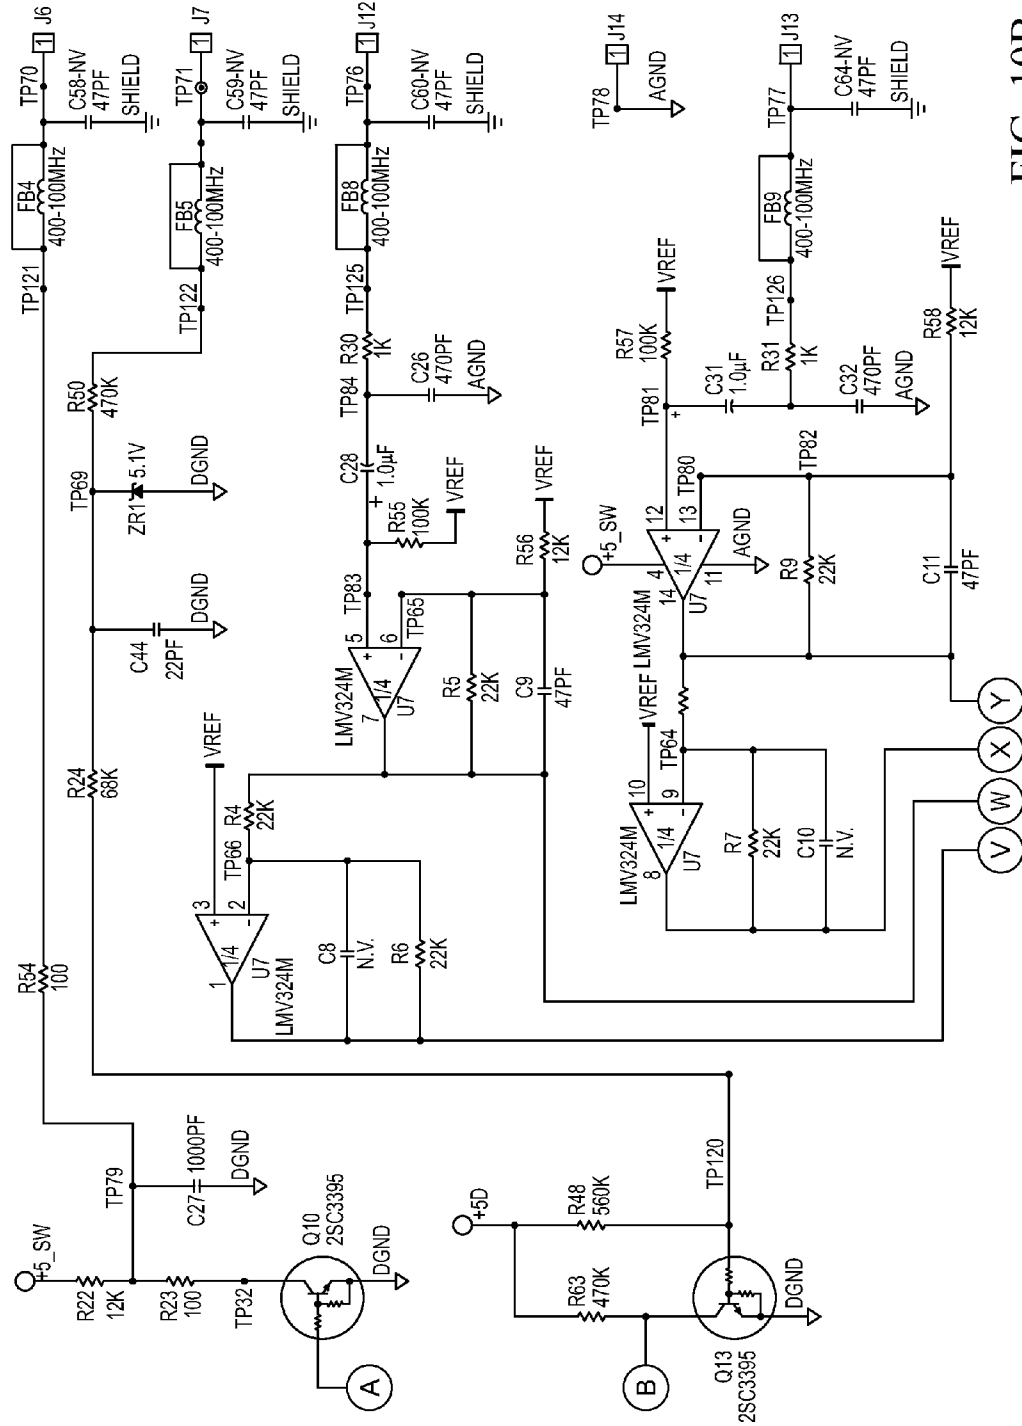 TP70
1
J6
C58-NV
47PF
SHIELD
FB4
400-100MHz
TP121
R54
100
TP79
C27
1000PF
DGND
+5_SW
R22
12K
R23
100
TP32
Q10
2SC3395
DGND
A
TP71
1
J7
C59-NV
47PF
SHIELD
FB5
400-100MHz
TP122
R50
470K
TP69
ZR1
5.1V
DGND
C44
22PF
DGND
R24
68K
TP76
1
J12
C60-NV
47PF
SHIELD
FB8
400-100MHz
TP125
R30
1K
TP84
C26
470PF
AGND
C28
1.0µF
+
R55
100K
VREF
TP83
5
+
6
-
TP65
7
1/4
U7
LMV324M
R56
12K
VREF
R5
22K
C9
47PF
R4
22K
TP66
VREF
3
+
2
-
1
1/4
U7
LMV324M
C8
N.V.
R6
22K
+5D
R48
560K
R63
470K
TP120
B
Q13
2SC3395
DGND
1
J14
TP78
AGND
1
J13
TP77
C64-NV
47PF
SHIELD
FB9
400-100MHz
TP126
R31
1K
C32
470PF
AGND
C31
1.0µF
+
TP81
R57
100K
VREF
R58
12K
VREF
TP80
TP82
12
+
13
-
4
11
14
1/4
U7
LMV324M
+5_SW
AGND
R9
22K
C11
47PF
VREF
TP64
10
+
9
-
8
1/4
U7
LMV324M
R7
22K
C10
N.V.
V
W
X
Y